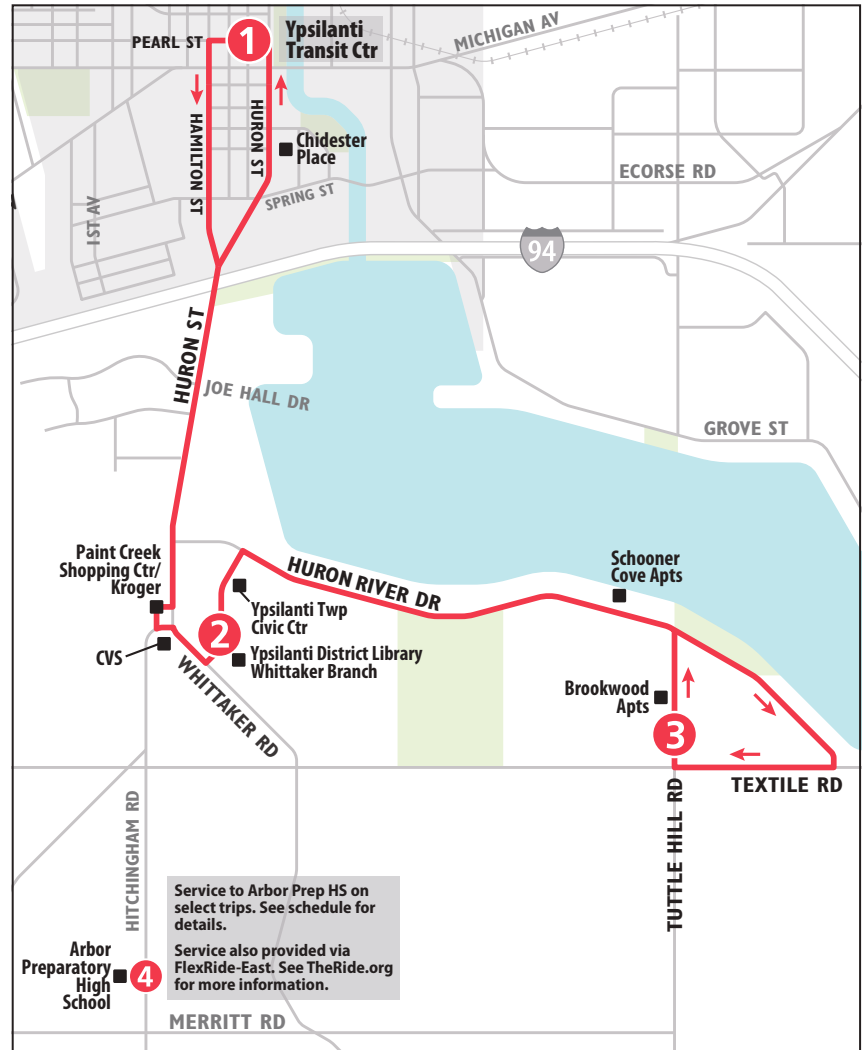 PEARL ST
1
Ypsilanti
Transit Ctr
MICHIGAN AV
HAMILTON ST
HURON ST
Chidester
Place
ECORSE RD
1ST AV
SPRING ST
94
HURON ST
JOE HALL DR
GROVE ST
Paint Creek
Shopping Ctr/
Kroger
HURON RIVER DR
Schooner
Cove Apts
Ypsilanti Twp
Civic Ctr
2
CVS
Ypsilanti District Library
Whittaker Branch
WHITTAKER RD
Brookwood
Apts
3
TEXTILE RD
TUTTLE HILL RD
HITCHINGHAM RD
Service to Arbor Prep HS on
select trips. See schedule for
details.
Service also provided via
FlexRide-East. See TheRide.org
for more information.
Arbor
Preparatory
High
School
4
MERRITT RD